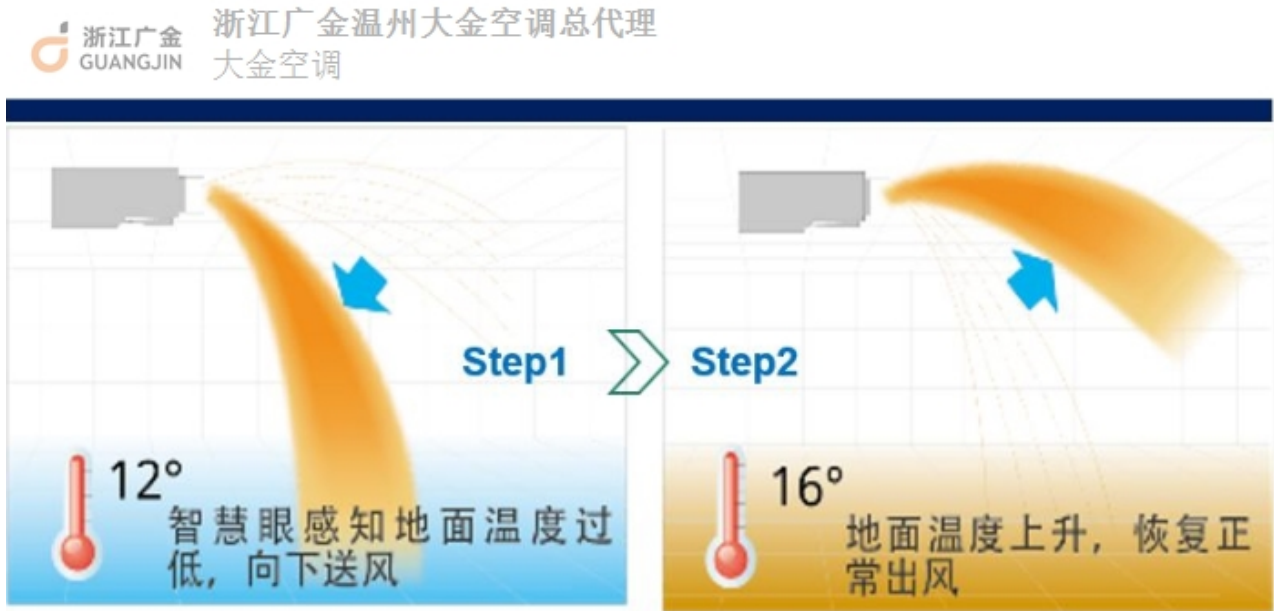 浙江广金
GUANGJIN
浙江广金温州大金空调总代理
大金空调
Step1
Step2
12°
智慧眼感知地面温度过
低，向下送风
16°
地面温度上升，恢复正
常出风